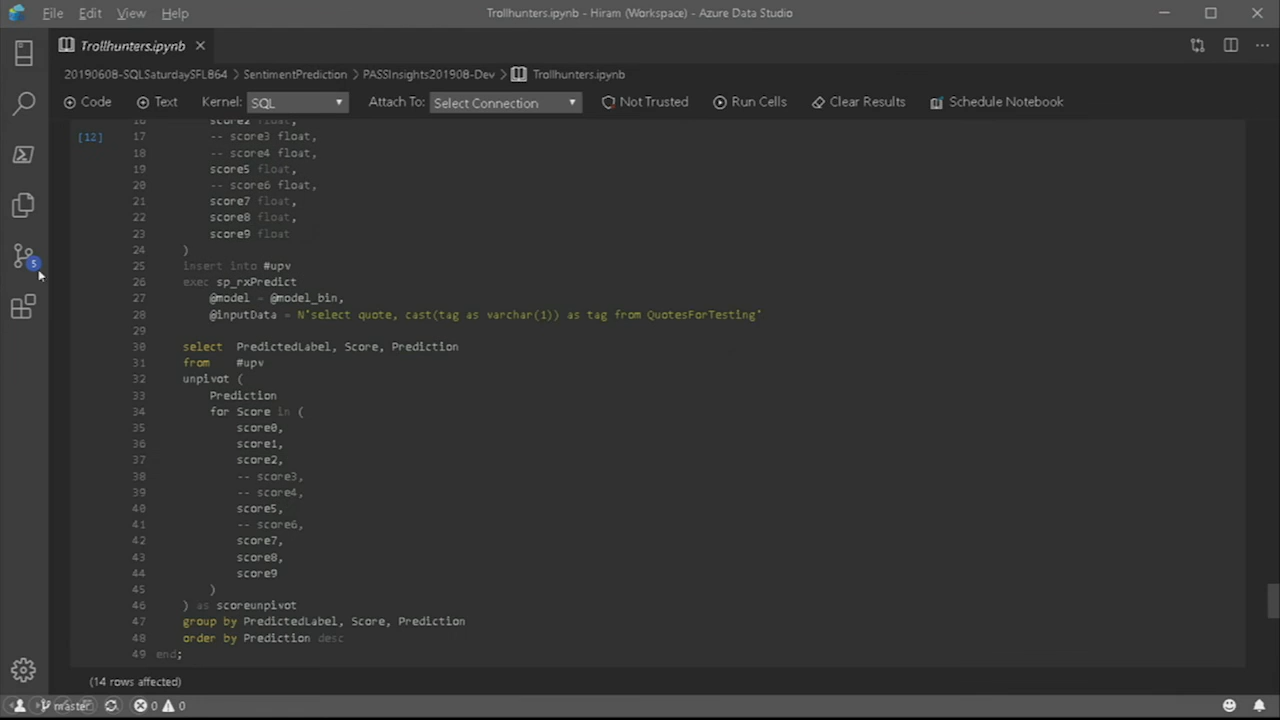 File Edit View Help
Trollhunters.ipynb - Hiram (Workspace) - Azure Data Studio
Trollhunters.ipynb
20190608-SQLSaturdaySFL864 > SentimentPrediction > PASSInsights201908-Dev > Trollhunters.ipynb
Code Text Kernel: SQL Attach To: Select Connection Not Trusted Run Cells Clear Results Schedule Notebook
16 score2 float,
[12] 17 -- score3 float,
18 -- score4 float,
19 score5 float,
20 -- score6 float,
21 score7 float,
22 score8 float,
23 score9 float
24 )
25 insert into #upv
26 exec sp_rxPredict
27 @model = @model_bin,
28 @inputData = N'select quote, cast(tag as varchar(1)) as tag from QuotesForTesting'
29
30 select PredictedLabel, Score, Prediction
31 from #upv
32 unpivot (
33 Prediction
34 for Score in (
35 score0,
36 score1,
37 score2,
38 -- score3,
39 -- score4,
40 score5,
41 -- score6,
42 score7,
43 score8,
44 score9
45 )
46 ) as scoreunpivot
47 group by PredictedLabel, Score, Prediction
48 order by Prediction desc
49 end;
(14 rows affected)
5
master 0 0